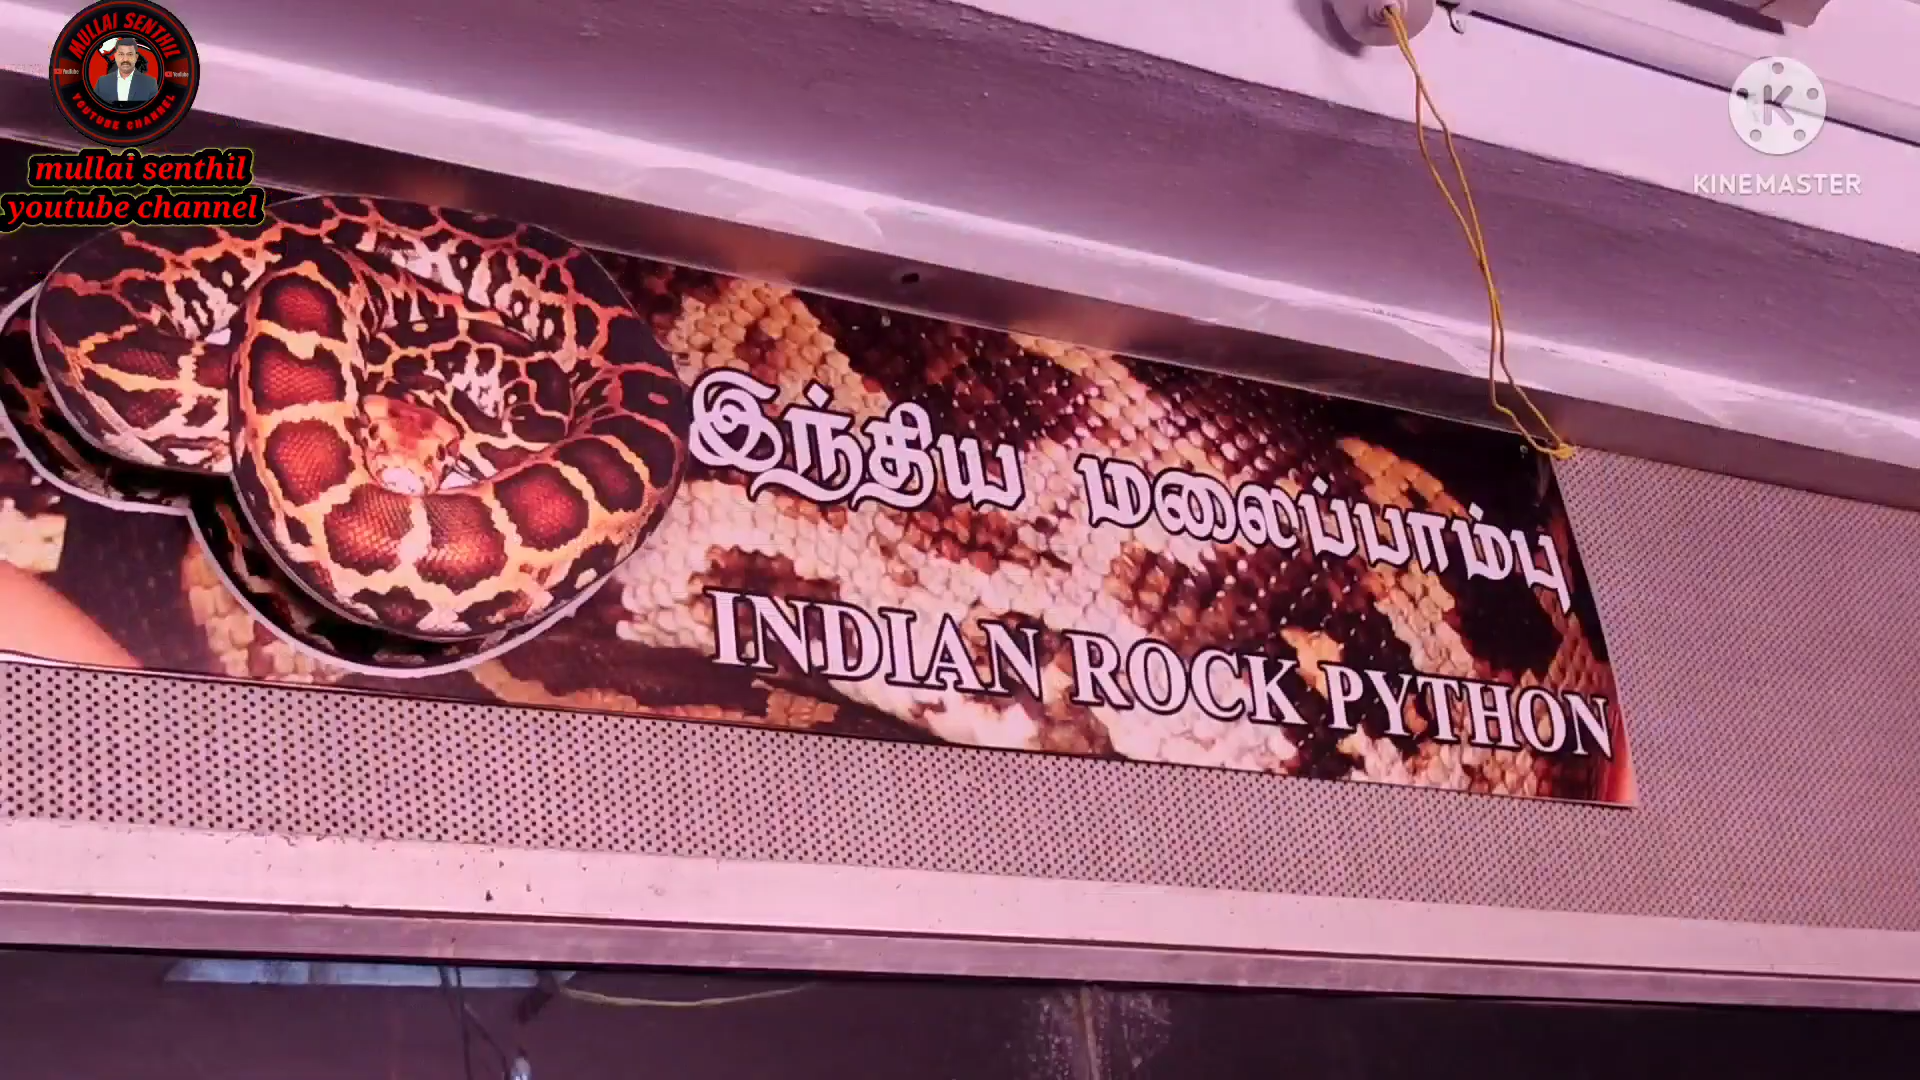 MULLAI SENTHIL
YOUTUBE CHANNEL
mullai senthil
youtube channel
KINEMASTER
இந்திய மலைப்பாம்பு
INDIAN ROCK PYTHON